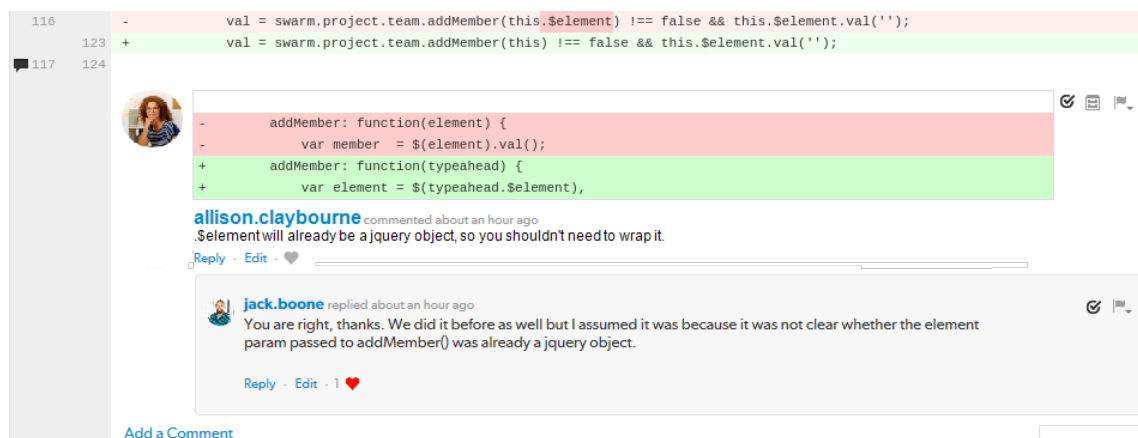 116 - val = swarm.project.team.addMember(this.$element) !== false && this.$element.val('');
123 + val = swarm.project.team.addMember(this) !== false && this.$element.val('');
117 124
- addMember: function(element) {
- var member = $(element).val();
+ addMember: function(typeahead) {
+ var element = $(typeahead.$element),
allison.claybourne commented about an hour ago
.$element will already be a jquery object, so you shouldn't need to wrap it.
Reply · Edit ·
jack.boone replied about an hour ago
You are right, thanks. We did it before as well but I assumed it was because it was not clear whether the element
param passed to addMember() was already a jquery object.
Reply · Edit · 1
Add a Comment